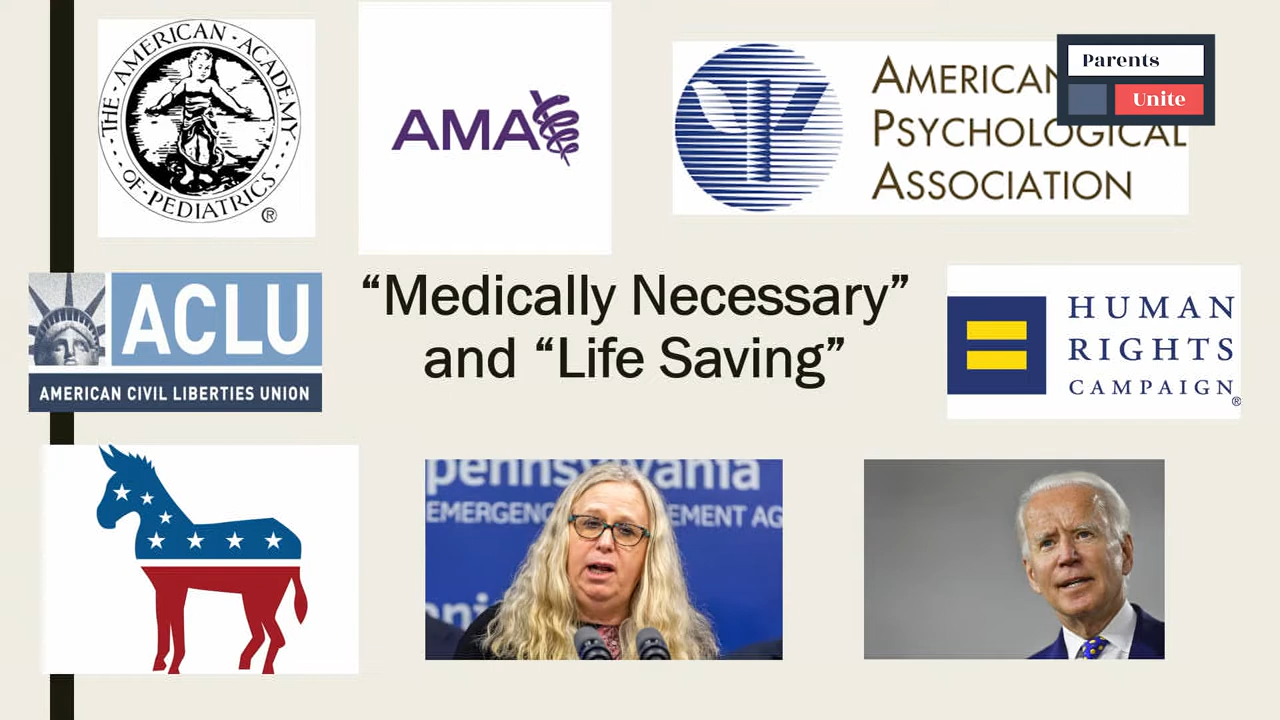 THE · AMERICAN · ACADEMY ·
· OF · PEDIATRICS ·
®
AMA
AMERICAN
PSYCHOLOGICAL
ASSOCIATION
Parents
Unite
ACLU
AMERICAN CIVIL LIBERTIES UNION
“Medically Necessary”
and “Life Saving”
HUMAN
RIGHTS
CAMPAIGN
®
pennsylvania
EMERGENC EMENT AG